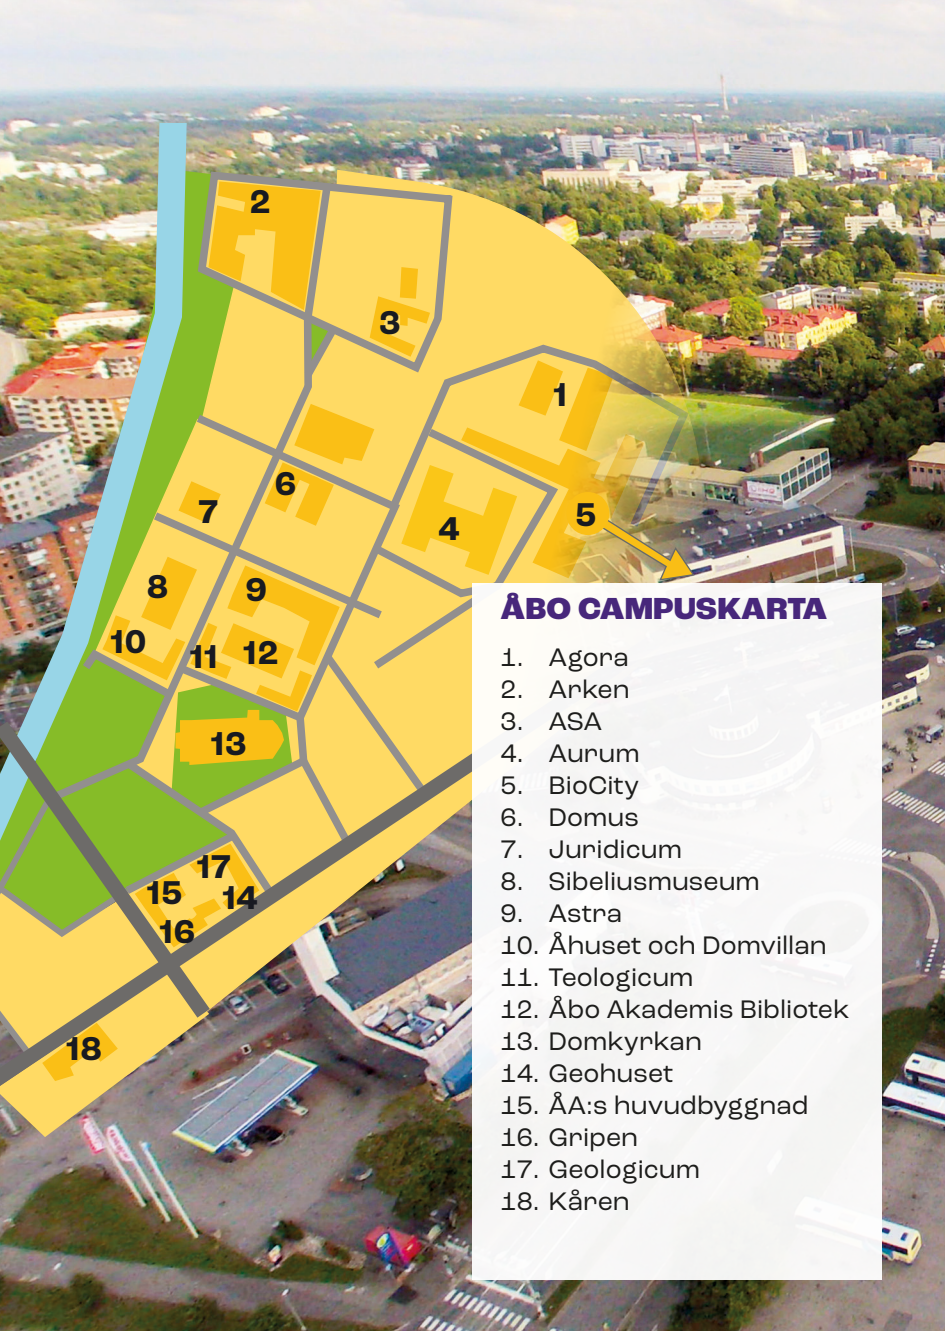 2
3
1
6
7
5
4
8
9
10
11
12
13
17
15
14
16
18
ÅBO CAMPUSKARTA
1. Agora
2. Arken
3. ASA
4. Aurum
5. BioCity
6. Domus
7. Juridicum
8. Sibeliusmuseum
9. Astra
10. Åhuset och Domvillan
11. Teologicum
12. Åbo Akademis Bibliotek
13. Domkyrkan
14. Geohuset
15. ÅA:s huvudbyggnad
16. Gripen
17. Geologicum
18. Kåren